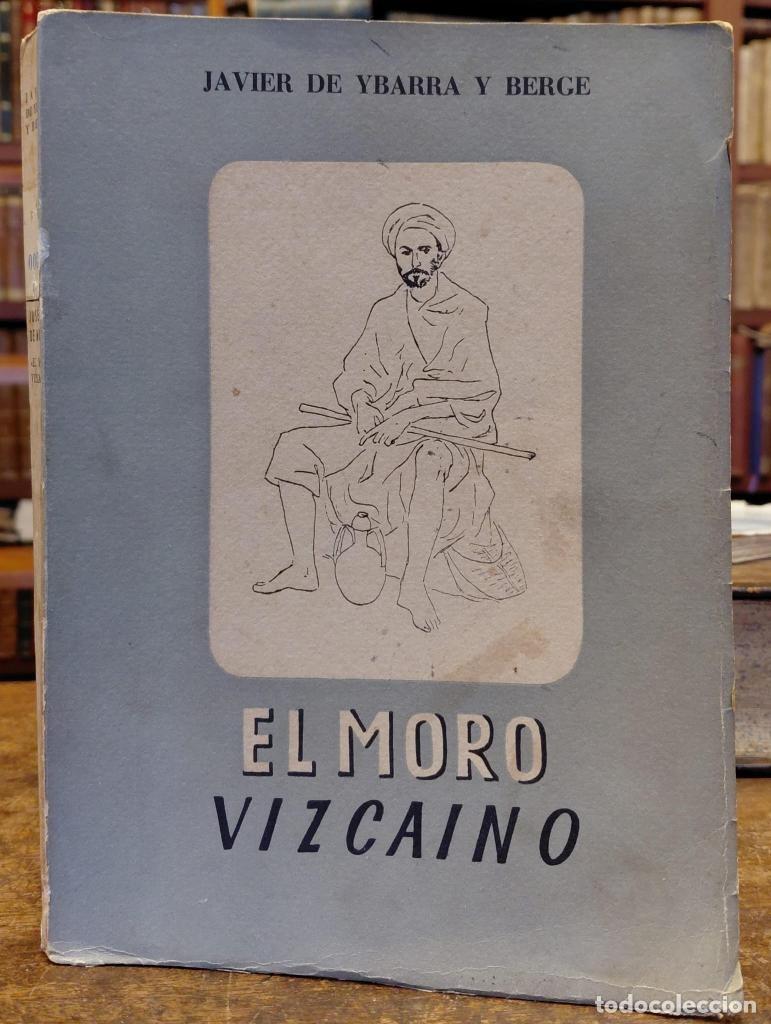 JAVIER DE YBARRA Y BERGE
EL MORO
VIZCAINO
todocoleccion